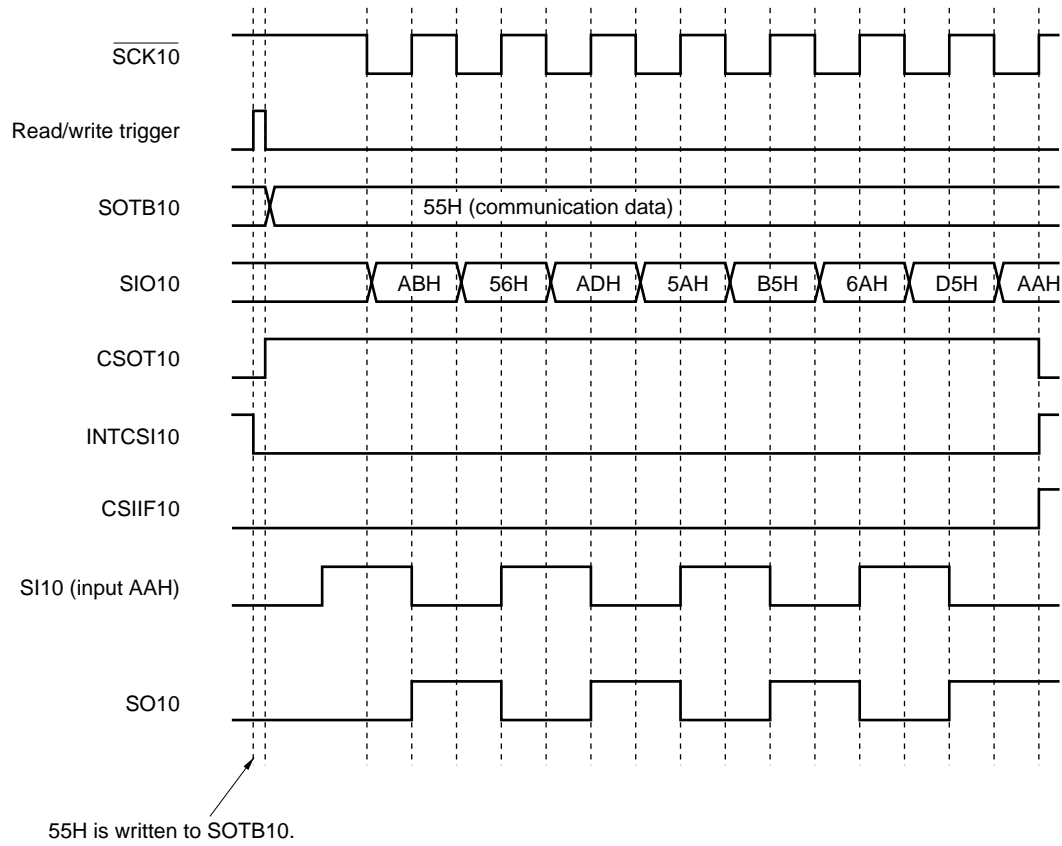 SCK10
Read/write trigger
SOTB10
55H (communication data)
SIO10
ABH 56H ADH 5AH B5H 6AH D5H AAH
CSOT10
INTCSI10
CSIIF10
SI10 (input AAH)
SO10
55H is written to SOTB10.